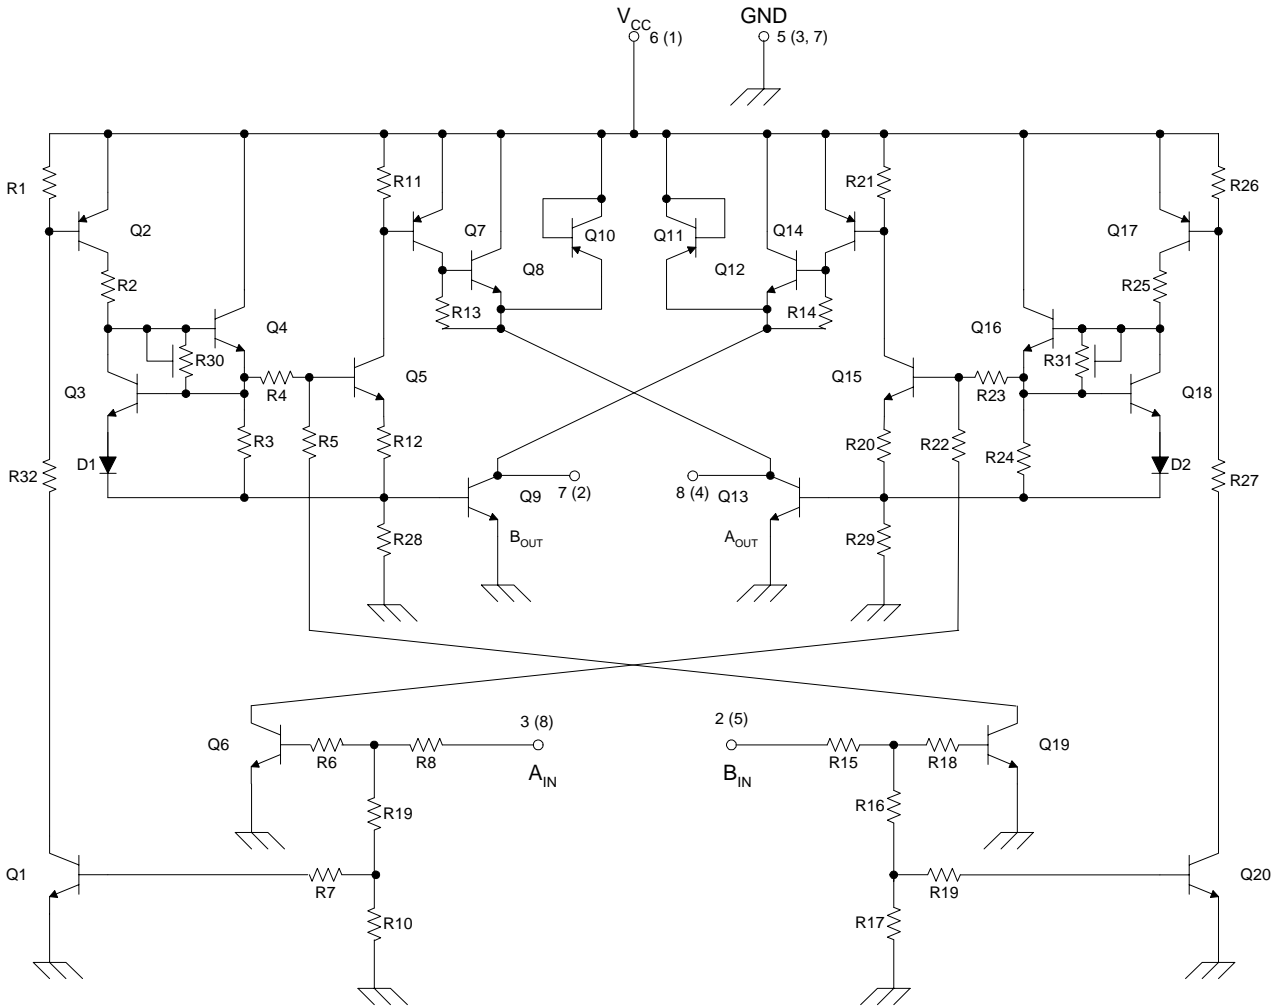 VCC
GND
6 (1)
5 (3, 7)
R1
R11
R21
R26
Q2
Q7
Q10
Q11
Q14
Q17
Q8
Q12
R2
R25
R13
R14
Q4
Q16
R30
R31
Q3
R4
Q5
Q15
R23
Q18
R3
R5
R12
R20
R22
R24
D1
D2
R32
R27
Q9
7 (2)
8 (4)
Q13
R28
BOUT
AOUT
R29
3 (8)
2 (5)
Q6
R6
R8
AIN
BIN
R15
R18
Q19
R19
R16
Q1
R7
R19
Q20
R10
R17